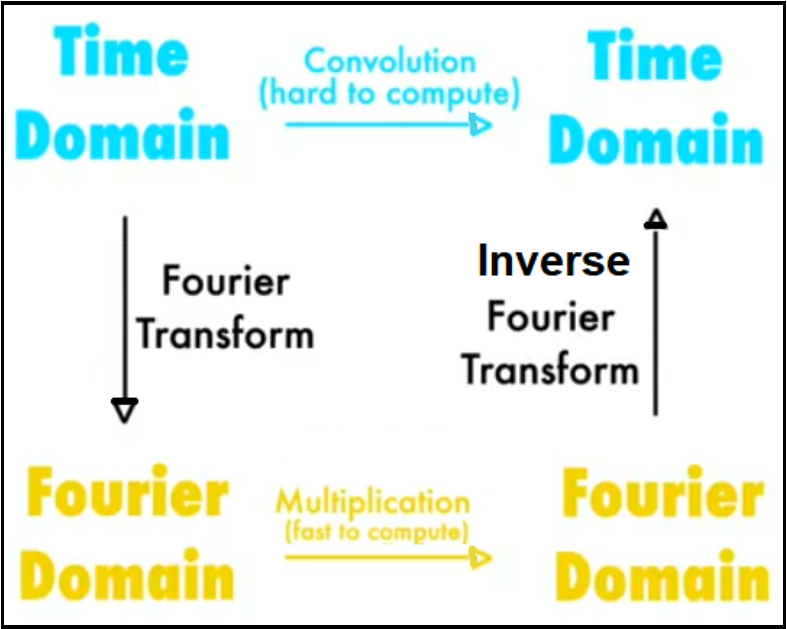 Time
Domain
Convolution
(hard to compute)
Time
Domain
Fourier
Transform
Inverse
Fourier
Transform
Fourier
Domain
Multiplication
(fast to compute)
Fourier
Domain